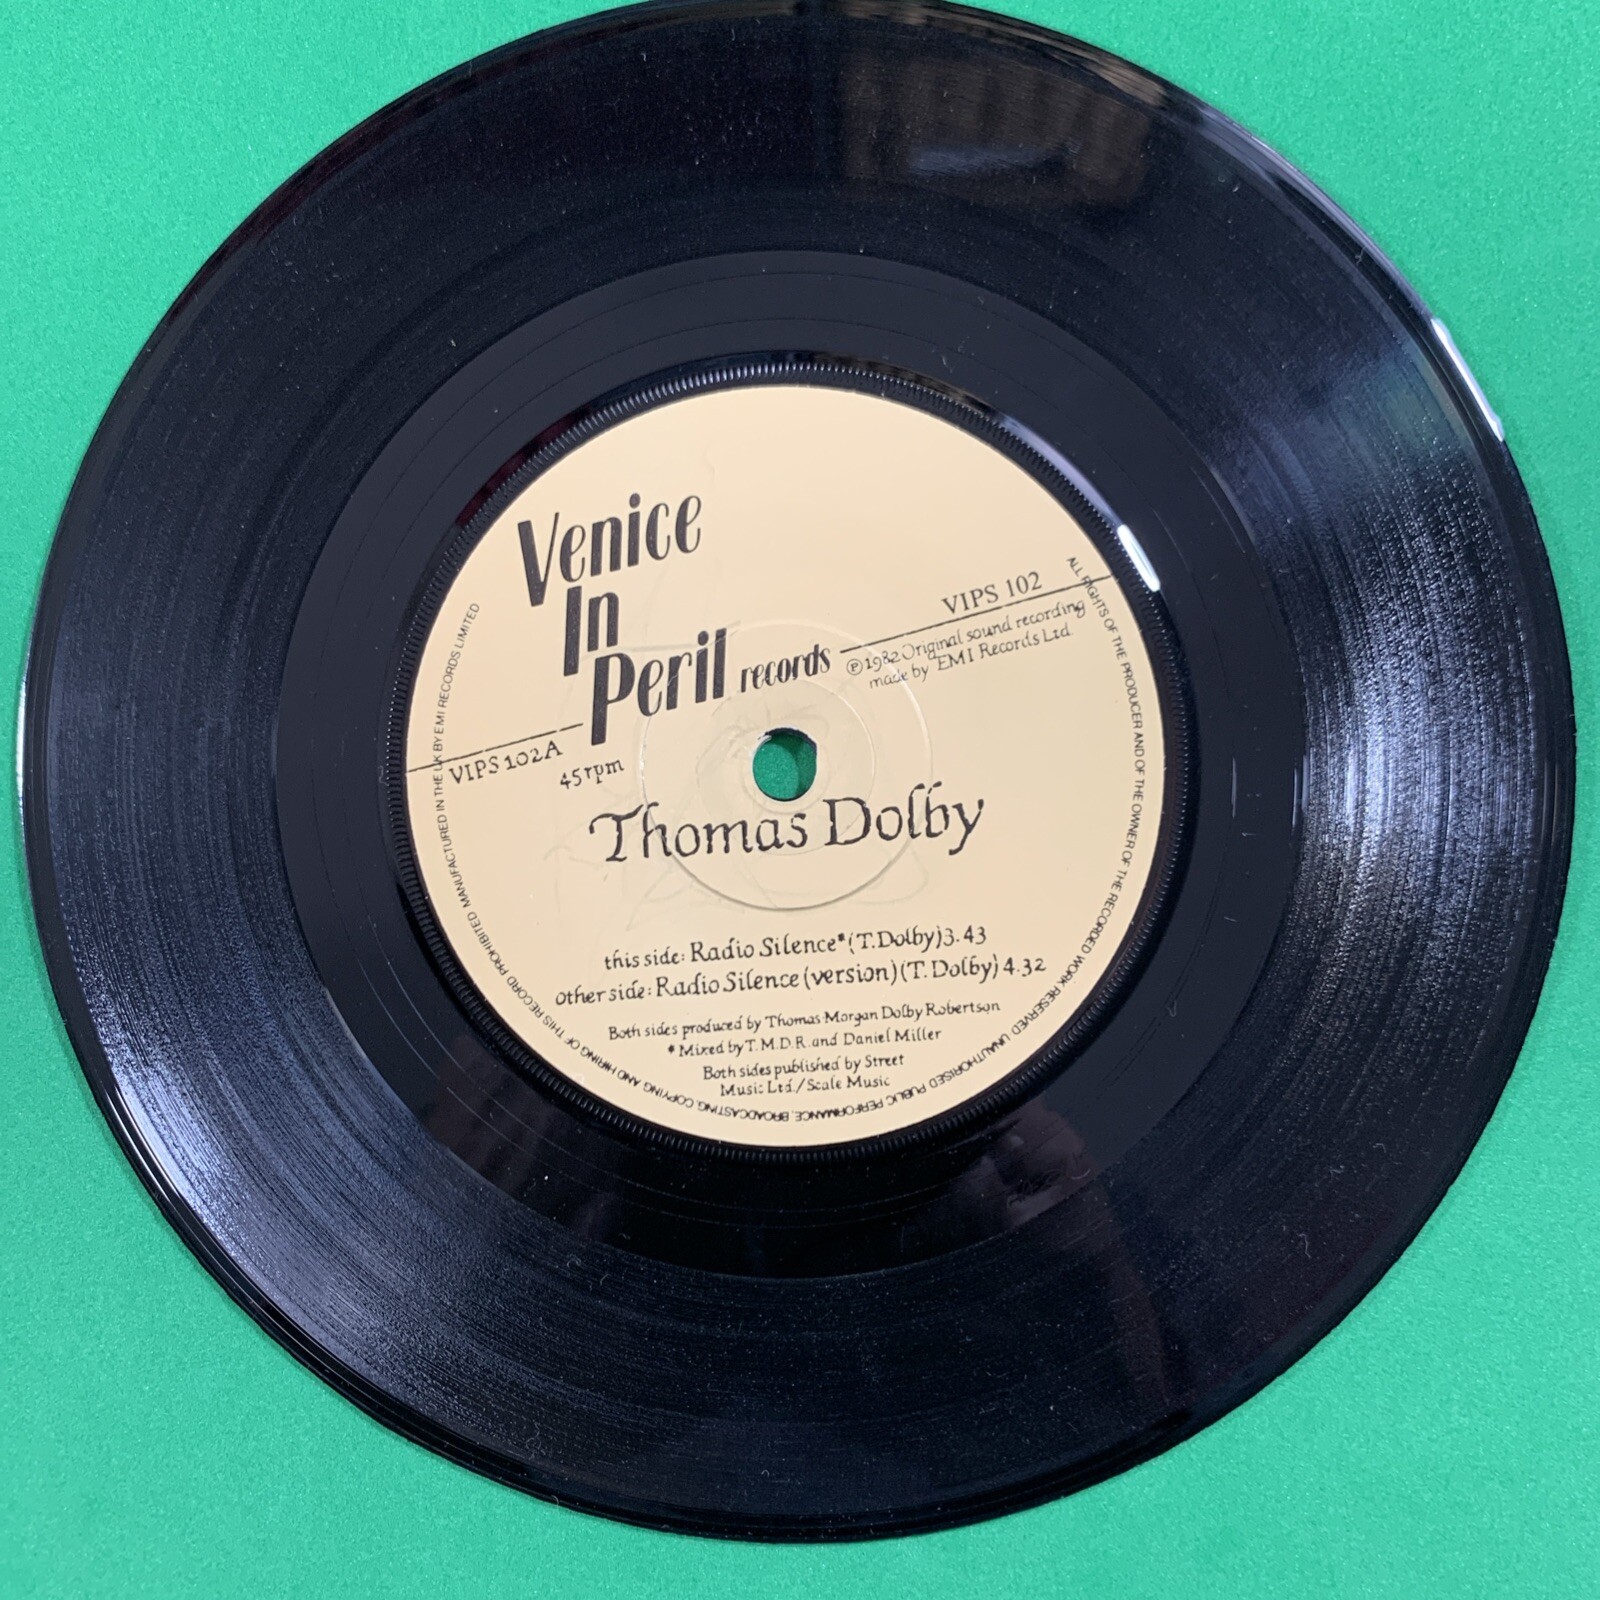 Venice
In
Peril records
VIPS 102
℗1982 Original sound recording
made by EMI Records Ltd.
VIPS 102A
45rpm
Thomas Dolby
this side: Radio Silence*(T.Dolby)3.43
other side: Radio Silence (version)(T. Dolby) 4.32
Both sides produced by Thomas Morgan Dolby Robertson
* Mixed by T.M.D.R. and Daniel Miller
Both sides published by Street
Music Ltd./Scale Music
ALL RIGHTS OF THE PRODUCER AND OF THE OWNER OF THE RECORDED WORK RESERVED UNAUTHORISED PUBLIC PERFORMANCE, BROADCASTING, COPYING AND HIRING OF THIS RECORD PROHIBITED MANUFACTURED IN THE UK BY EMI RECORDS LIMITED